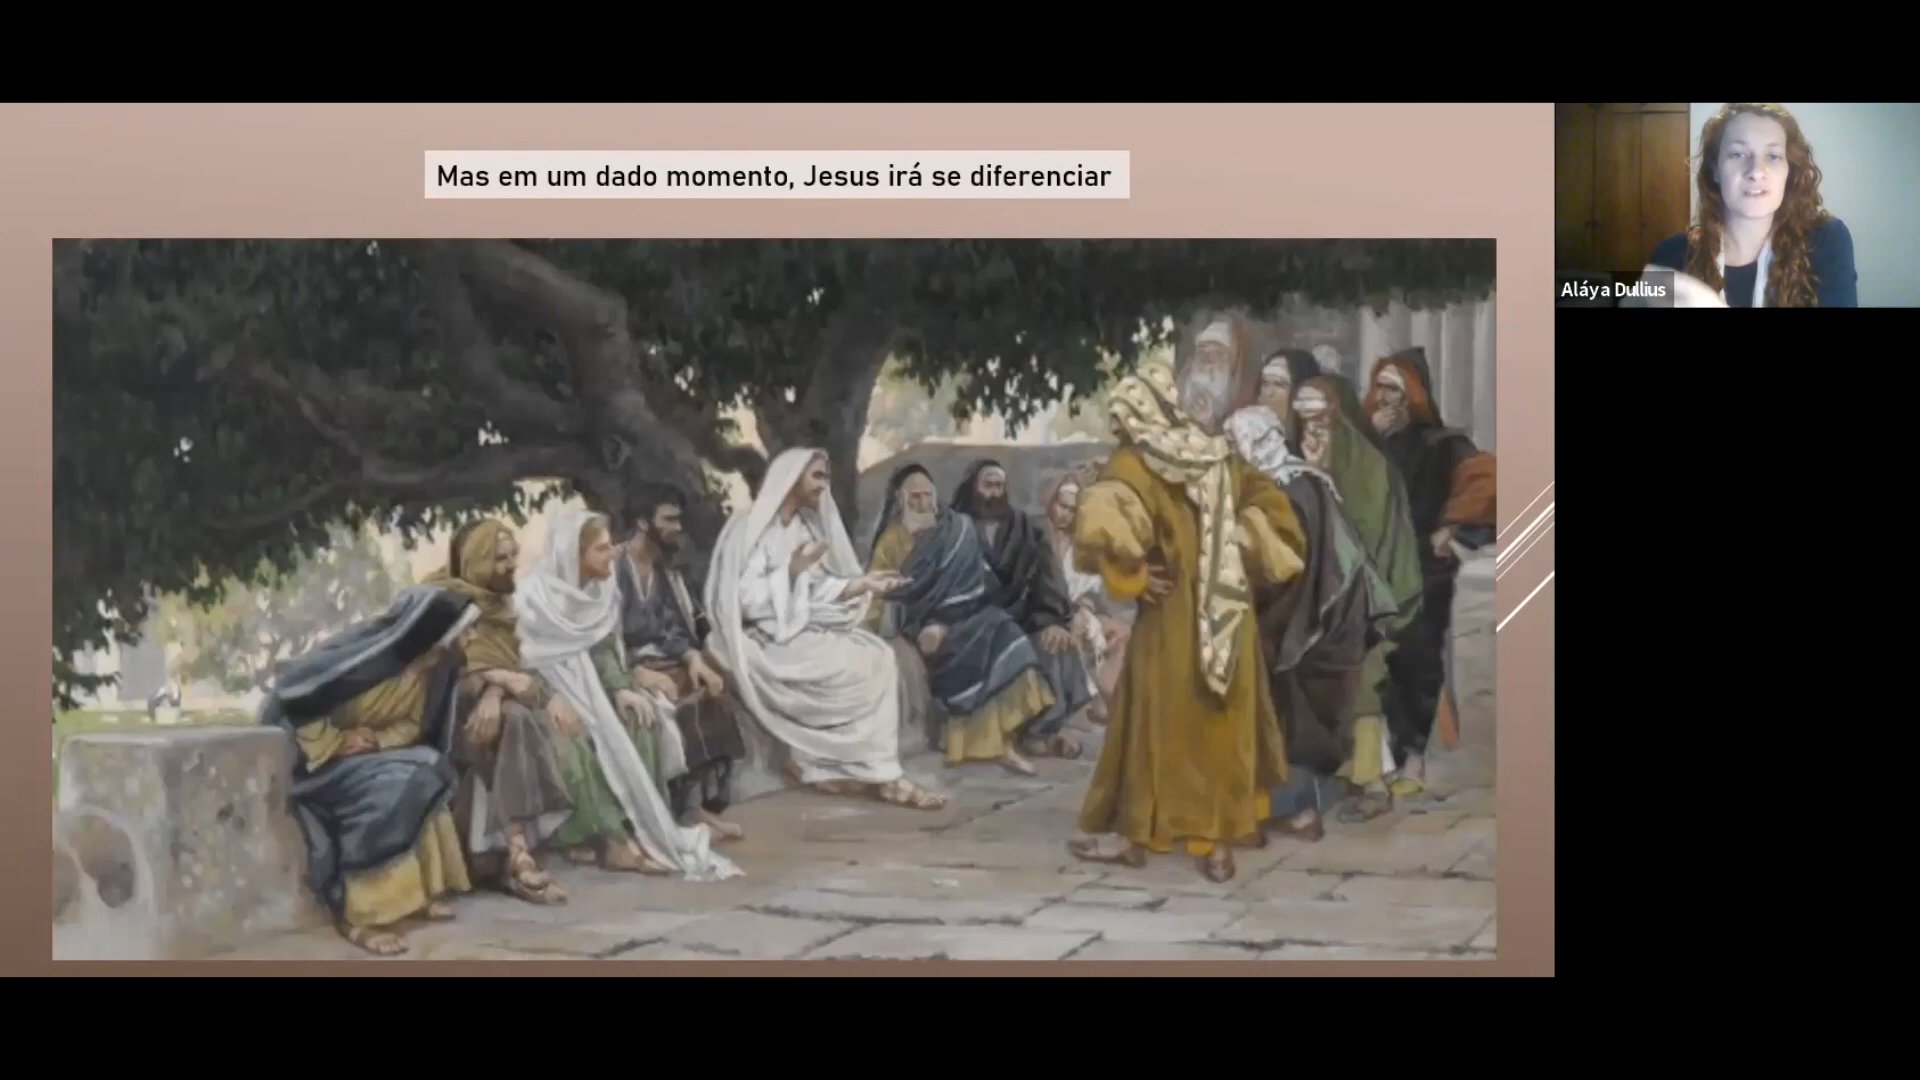 Mas em um dado momento, Jesus irá se diferenciar
Aláya Dullius